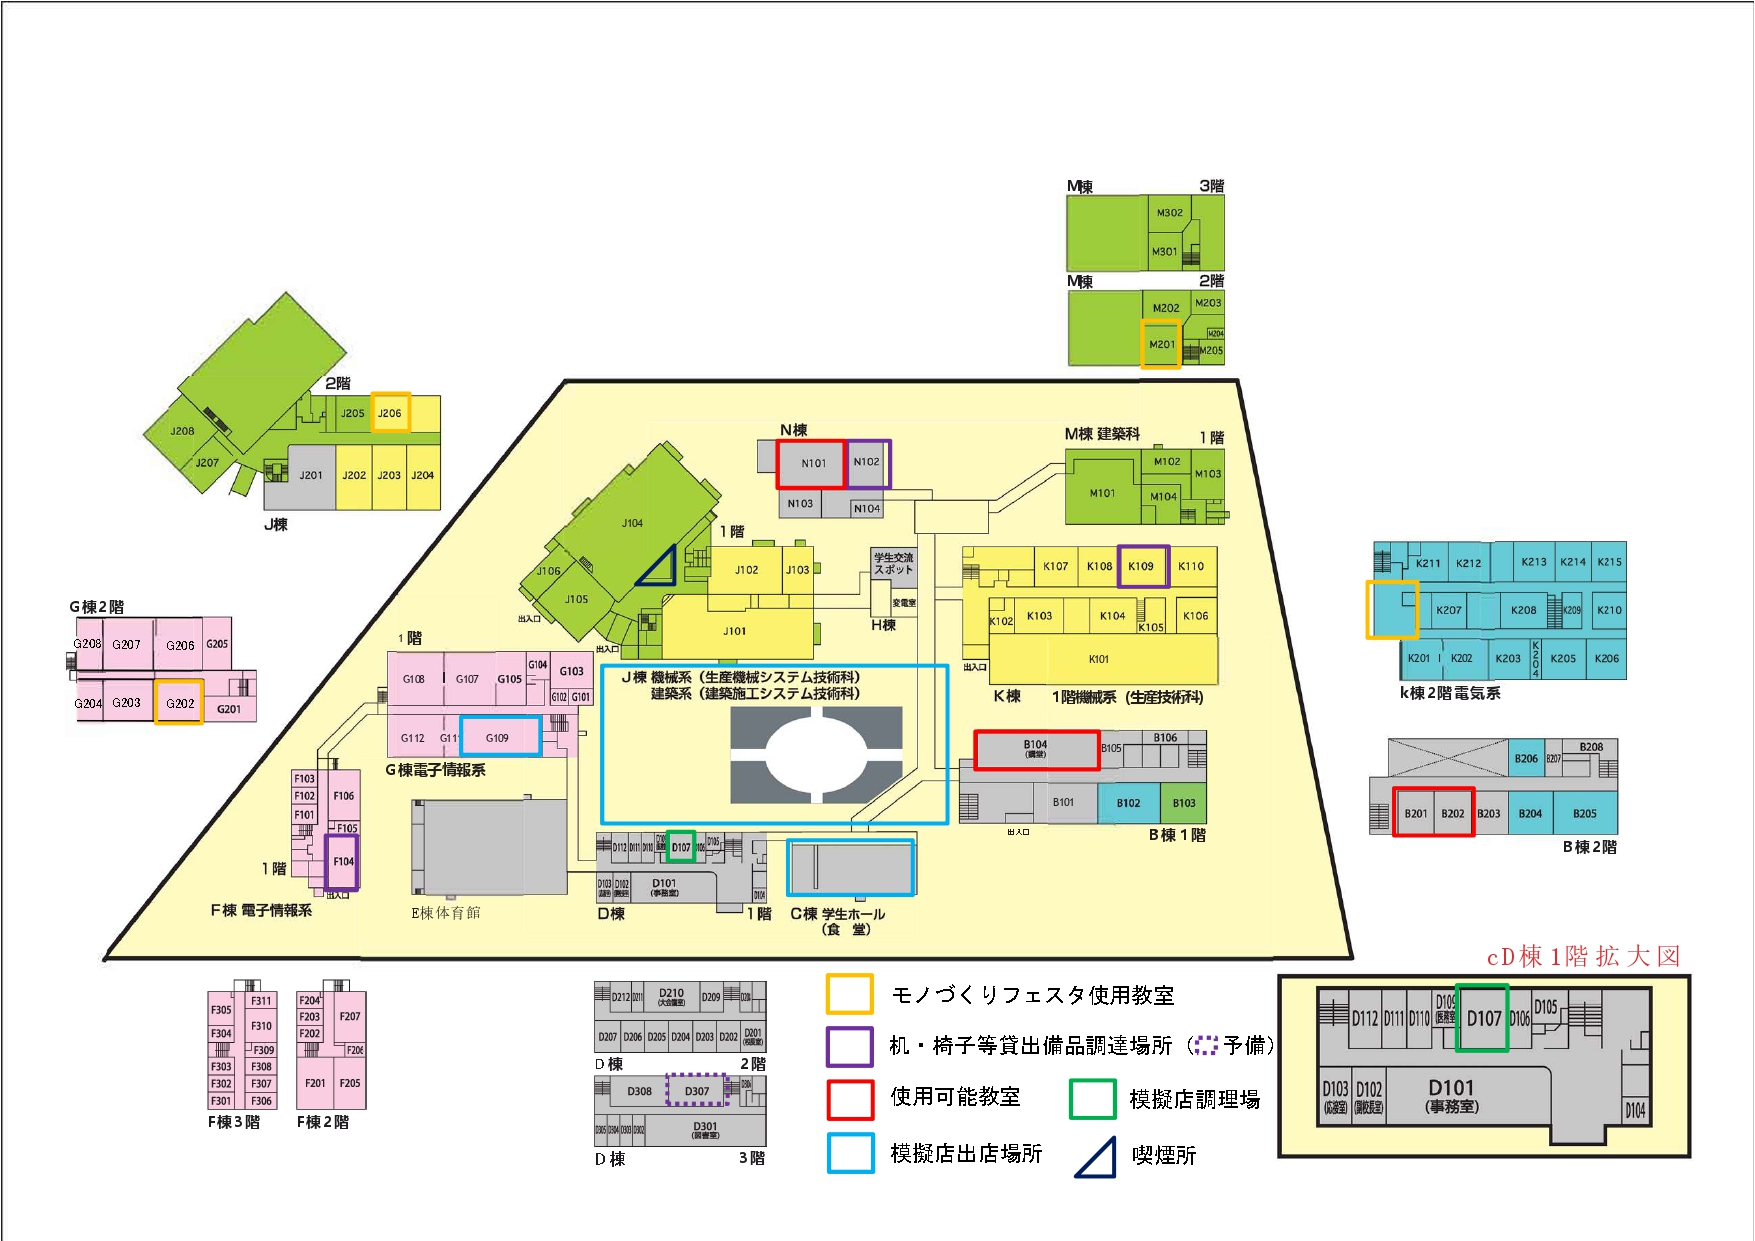 M棟 3階
M302
M301
M棟 2階
M202 M203
M204
M201 M205
2階
J205 J206
J208
J207
J201 J202 J203 J204
J棟
N棟
N101 N102
N103 N104
M棟 建築科 1階
M102
M103
M101 M104
J104
1階
J106 J102 J103
J105
J101
出入口
出入口
学生交流
スポット
変電室
H棟
K107 K108 K109 K110
K102 K103 K104 K105 K106
K101
出入口
K棟 1階機械系 (生産技術科)
K211 K212 K213 K214 K215
K207 K208 K209 K210
K201 K202 K203 K204 K205 K206
k棟2階電気系
G棟2階
G208 G207 G206 G205
G204 G203 G202 G201
1階
G108 G107 G105 G104 G103
G102 G101
G112 G11 G109
G棟電子情報系
J棟 機械系 (生産機械システム技術科)
建築系 (建築施工システム技術科)
B104
(講堂)
B105 B106
B101 B102 B103
出入口
B棟1階
B206 B207 B208
B201 B202 B203 B204 B205
B棟2階
F103
F102 F106
F101
F105
F104
1階
出入口
F棟 電子情報系
E棟体育館
D112 D111 D110 D107 D106 D105
D103 D102 D101
(事務室)
D104
D棟 1階
C棟 学生ホール
(食 堂)
cD棟1階拡大図
D112 D111 D110 D109 D107 D106 D105
(医務室)
D103 D102 D101
(応接室) (副校長室) (事務室)
D104
F311
F305 F310
F304
F309
F303 F308
F302 F307
F301 F306
F棟3階
F204
F203 F207
F202
F206
F201 F205
F棟2階
D212 D211 D210 D209 D208
(大会議室)
D207 D206 D205 D204 D203 D202 D201
(校長室)
D棟 2階
D308 D307 D306
D305 D304 D303 D302 D301
(図書室)
D棟 3階
モノづくりフェスタ使用教室
机・椅子等貸出備品調達場所(予備)
使用可能教室
模擬店調理場
模擬店出店場所
喫煙所